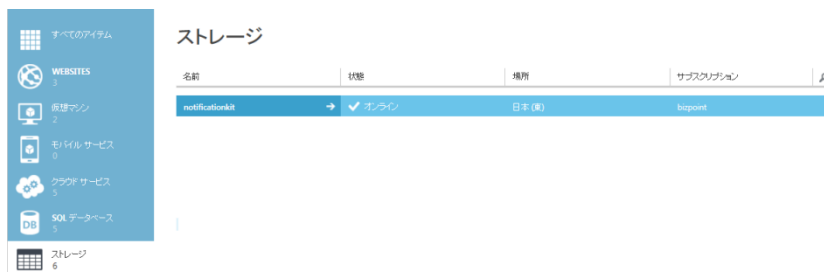 すべてのアイテム
WEBSITES
3
仮想マシン
2
モバイル サービス
0
クラウド サービス
5
SQL データベース
5
DB
ストレージ
6
ストレージ
名前 状態 場所 サブスクリプション
notificationkit オンライン 日本 (東) bizpoint